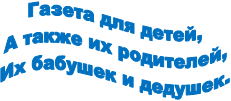 Газета для детей,
А также их родителей,
Их бабушек и дедушек.